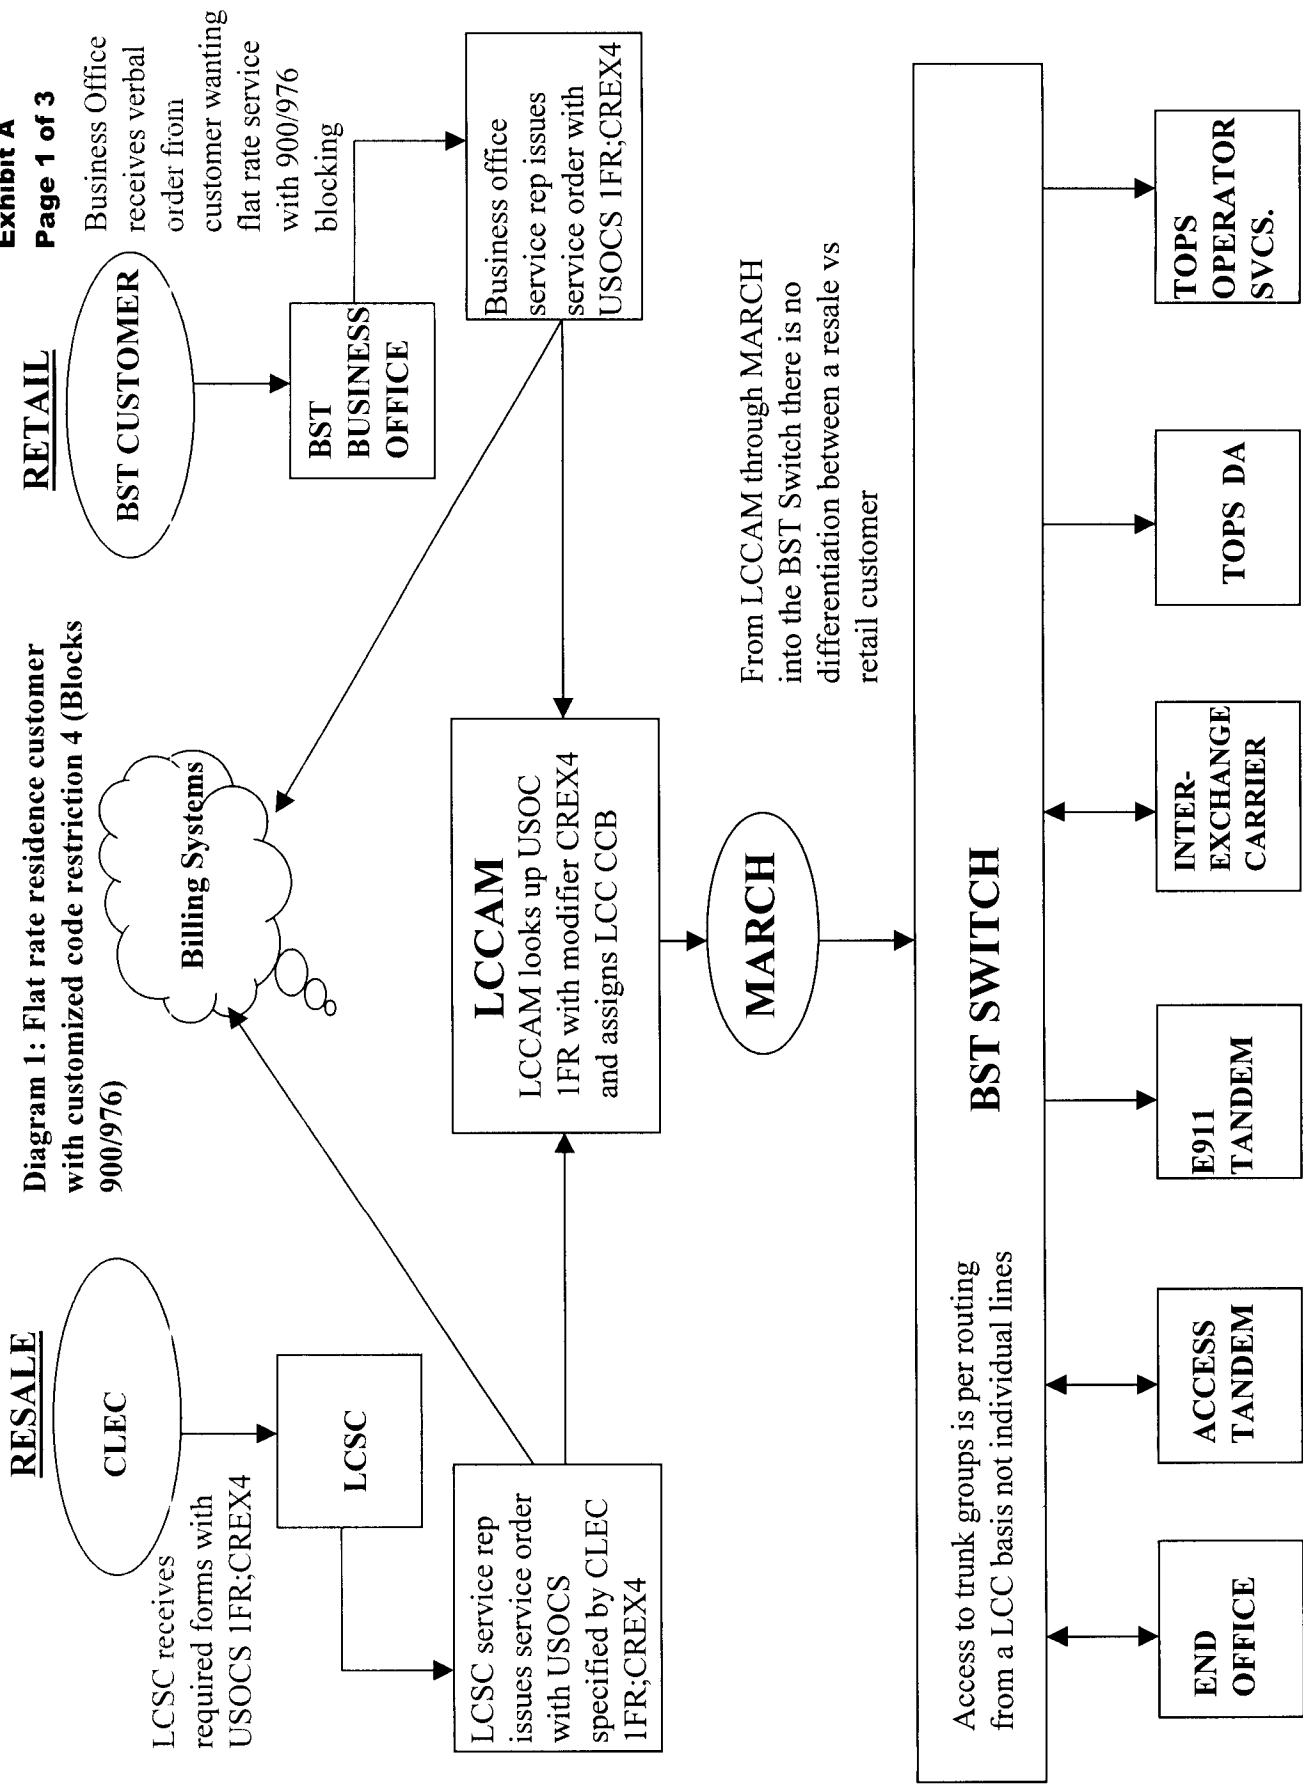 Exhibit A
Page 1 of 3
RESALE
Diagram 1: Flat rate residence customer
with customized code restriction 4 (Blocks
900/976)
RETAIL
CLEC
BST CUSTOMER
Business Office
receives verbal
order from
customer wanting
flat rate service
with 900/976
blocking
LCSC receives
required forms with
USOCS 1FR;CREX4
Billing Systems
LCSC
BST
BUSINESS
OFFICE
LCSC service rep
issues service order
with USOCS
specified by CLEC
1FR;CREX4
LCCAM
LCCAM looks up USOC
1FR with modifier CREX4
and assigns LCC CCB
Business office
service rep issues
service order with
USOCS 1FR;CREX4
MARCH
From LCCAM through MARCH
into the BST Switch there is no
differentiation between a resale vs
retail customer
Access to trunk groups is per routing
from a LCC basis not individual lines
BST SWITCH
END
OFFICE
ACCESS
TANDEM
E911
TANDEM
INTER-
EXCHANGE
CARRIER
TOPS DA
TOPS
OPERATOR
SVCS.